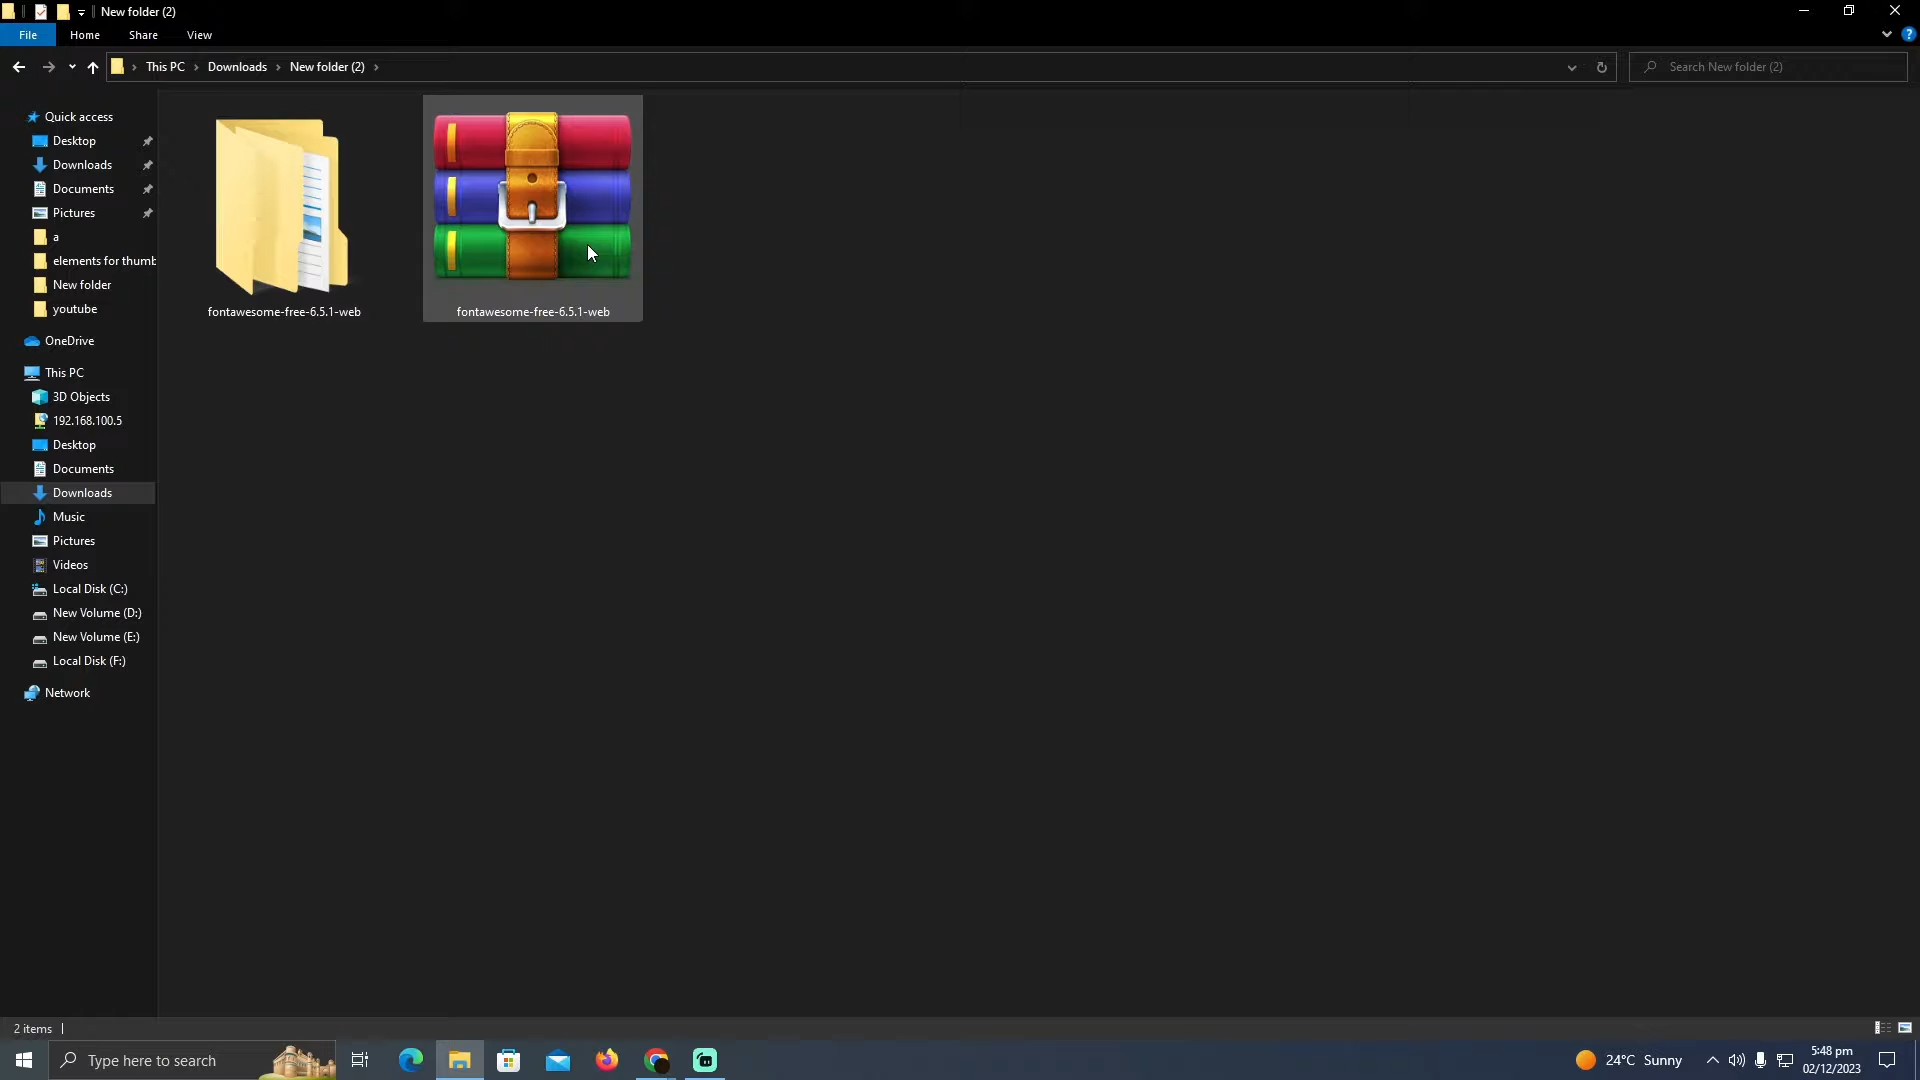 New folder (2)
File
Home
Share
View
This PC
Downloads
New folder (2)
Search New folder (2)
Quick access
Desktop
Downloads
Documents
Pictures
a
elements for thumb
New folder
youtube
OneDrive
This PC
3D Objects
192.168.100.5
Desktop
Documents
Downloads
Music
Pictures
Videos
Local Disk (C:)
New Volume (D:)
New Volume (E:)
Local Disk (F:)
Network
fontawesome-free-6.5.1-web
fontawesome-free-6.5.1-web
2 items
Type here to search
24°C Sunny
5:48 pm
02/12/2023